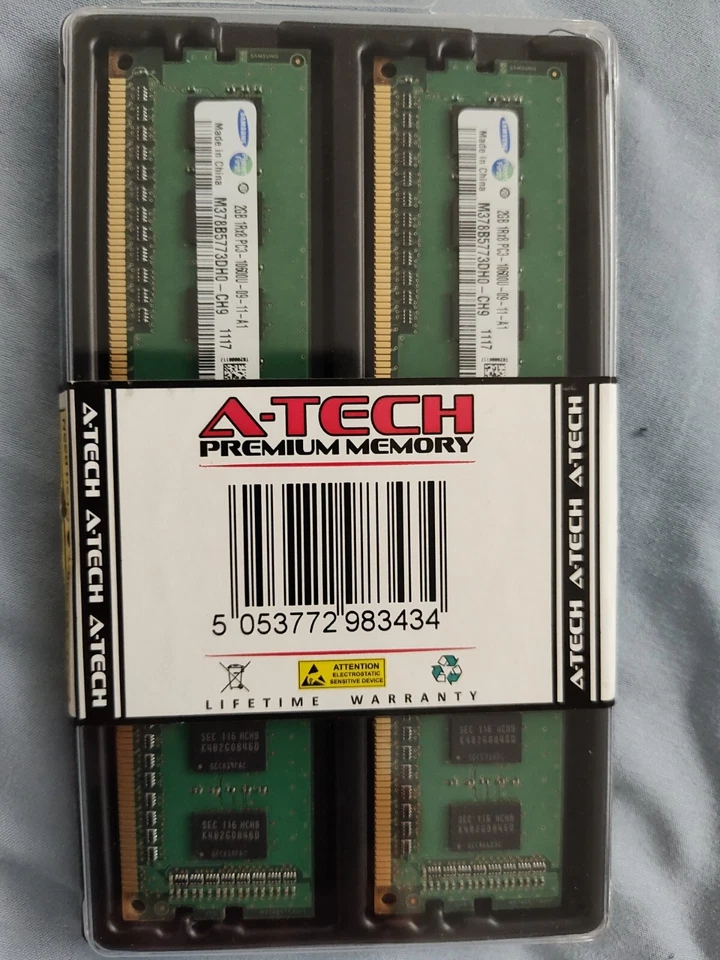 SAMSUNG
SAMSUNG
SAMSUNG
Made in China
2GB 1Rx8 PC3-10600U-09-11-A1
M378B5773DH0-CH9 1117
SAMSUNG
Made in China
2GB 1Rx8 PC3-10600U-09-11-A1
M378B5773DH0-CH9 1117
A-TECH
PREMIUM MEMORY
A-TECH A-TECH A-TECH
A-TECH A-TECH A-TECH
5 053772 983434
ATTENTION
ELECTROSTATIC
SENSITIVE DEVICE
LIFETIME WARRANTY
SEC 116 HCH9
K4B2G0846D
SEC 116 HCH9
K4B2G0846D
SEC 116 HCH9
K4B2G0846D
SEC 116 HCH9
K4B2G0846D